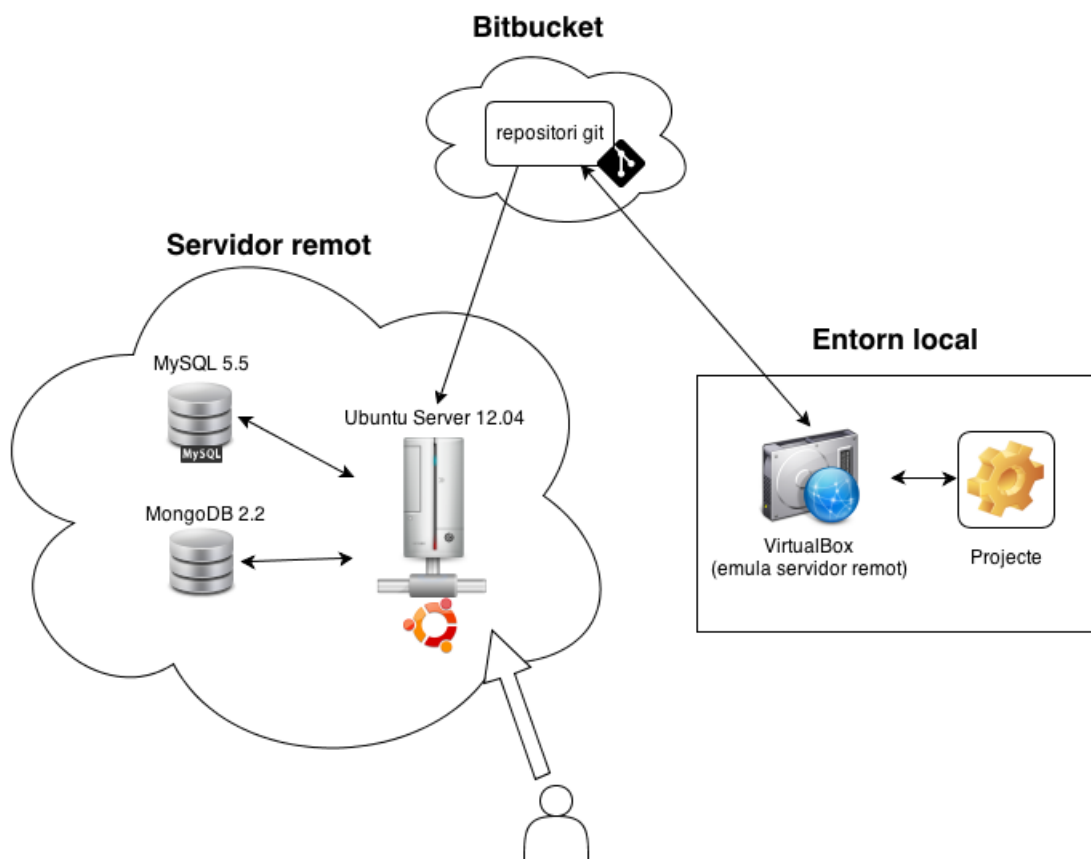 Bitbucket
repositori git
Servidor remot
MySQL 5.5
MySQL
Ubuntu Server 12.04
MongoDB 2.2
Entorn local
VirtualBox
(emula servidor remot)
Projecte